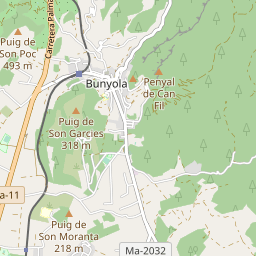 Puig de
Son Poc
493 m
Carretera Palma
Bunyola
Penyal
de Can
Fil
Puig de
Son Garcies
318 m
a-11
Puig de
Son Moranta
218 m
Ma-2032